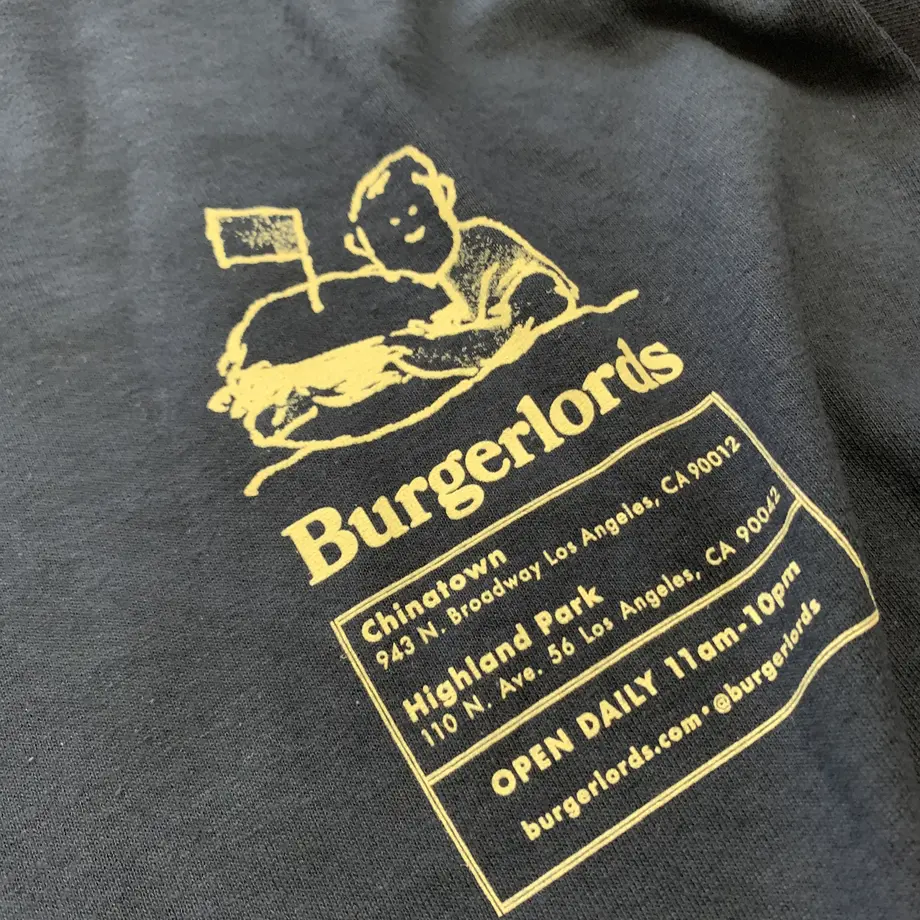 Burgerlords
Chinatown
943 N. Broadway Los Angeles, CA 90012
Highland Park
110 N. Ave. 56 Los Angeles, CA 90042
OPEN DAILY 11am-10pm
burgerlords.com • @burgerlords